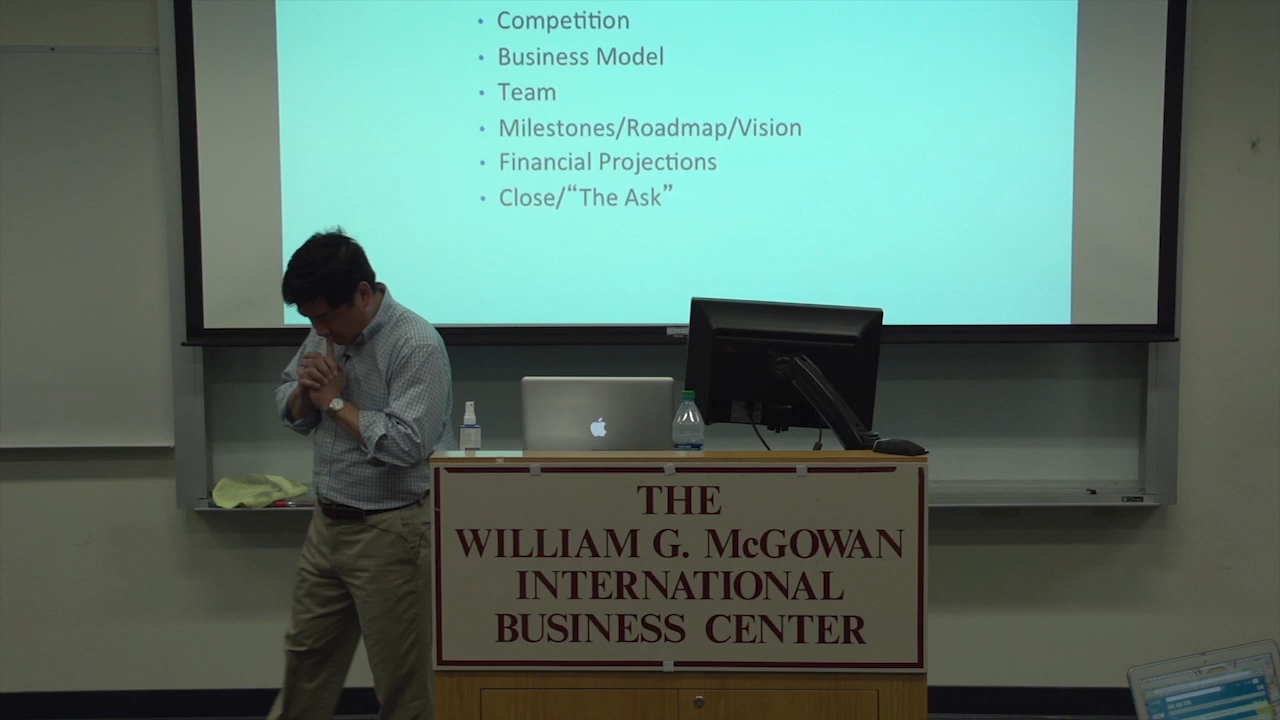 • Competition
• Business Model
• Team
• Milestones/Roadmap/Vision
• Financial Projections
• Close/“The Ask”
THE
WILLIAM G. McGOWAN
INTERNATIONAL
BUSINESS CENTER